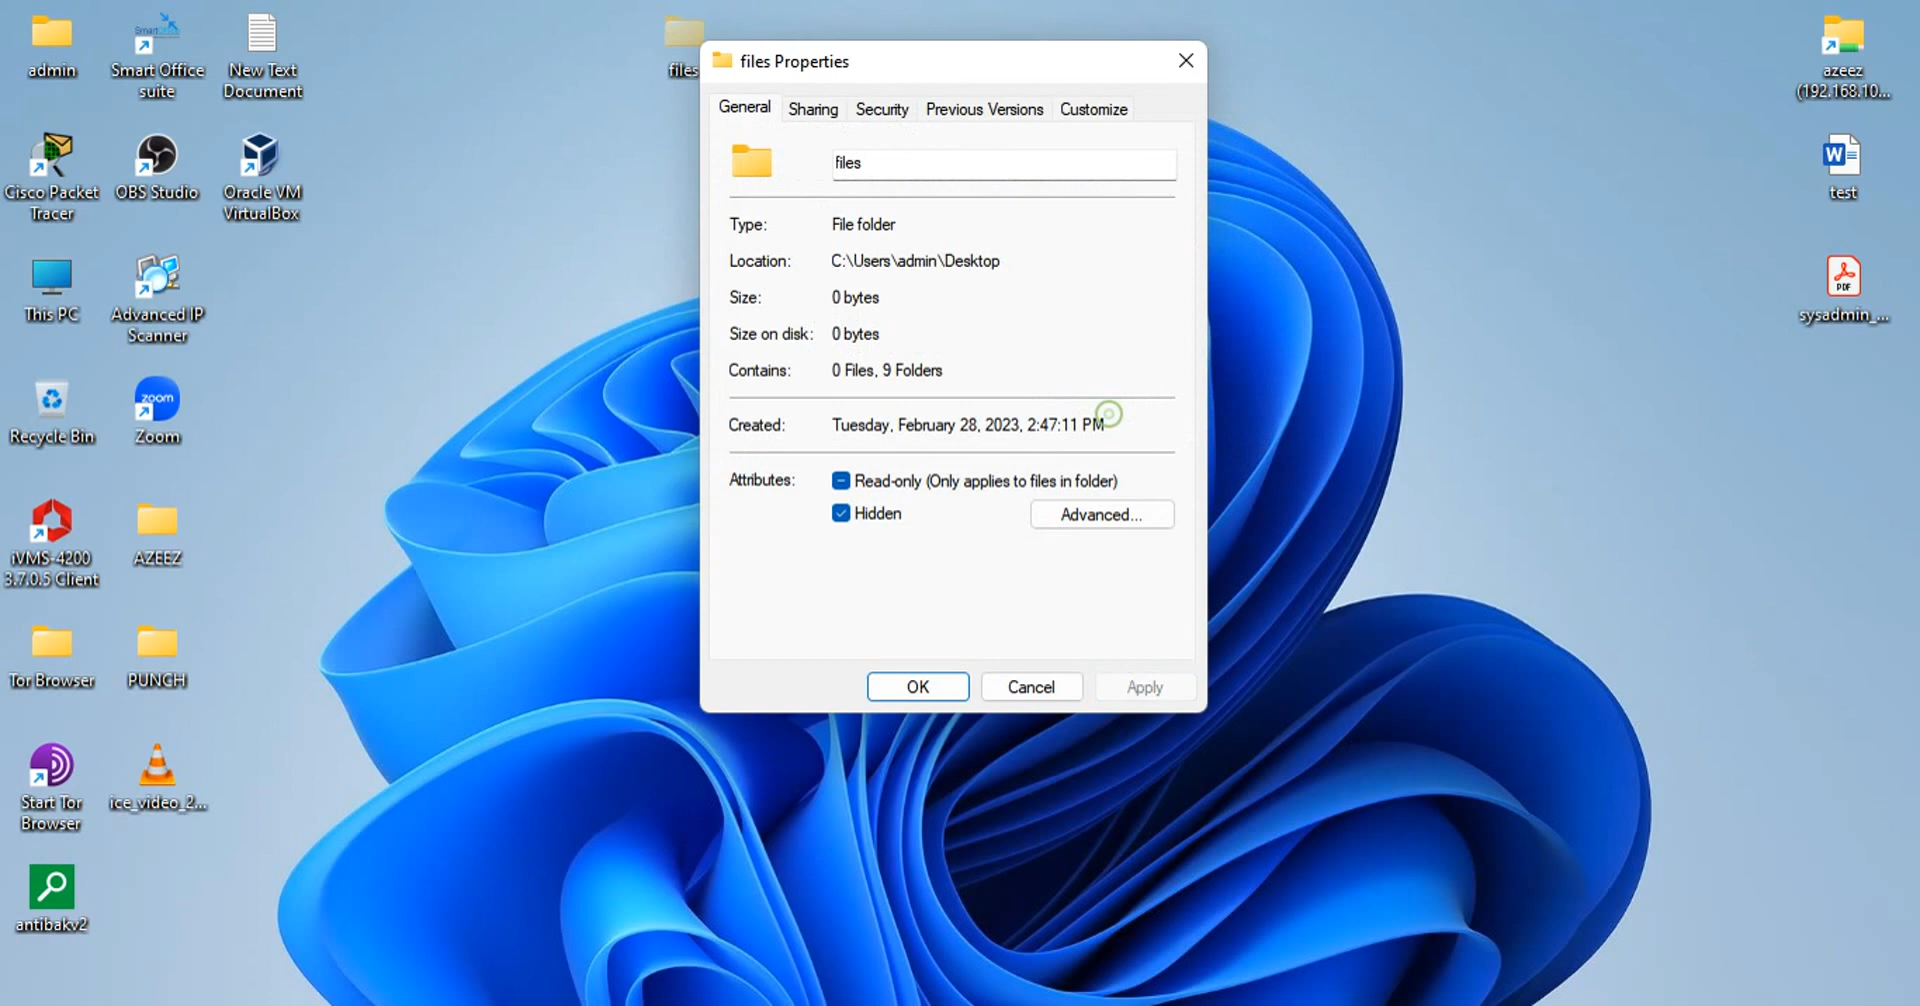 admin
Smart Office
suite
New Text
Document
Cisco Packet
Tracer
OBS Studio
Oracle VM
VirtualBox
This PC
Advanced IP
Scanner
Recycle Bin
zoom
Zoom
iVMS-4200
3.7.0.5 Client
AZEEZ
Tor Browser
PUNCH
Start Tor
Browser
ice_video_2...
antibakv2
files
files Properties
General
Sharing
Security
Previous Versions
Customize
files
Type: File folder
Location: C:\Users\admin\Desktop
Size: 0 bytes
Size on disk: 0 bytes
Contains: 0 Files, 9 Folders
Created: Tuesday, February 28, 2023, 2:47:11 PM
Attributes: Read-only (Only applies to files in folder)
Hidden
Advanced...
OK
Cancel
Apply
azeez
(192.168.10...
W
test
PDF
sysadmin_...